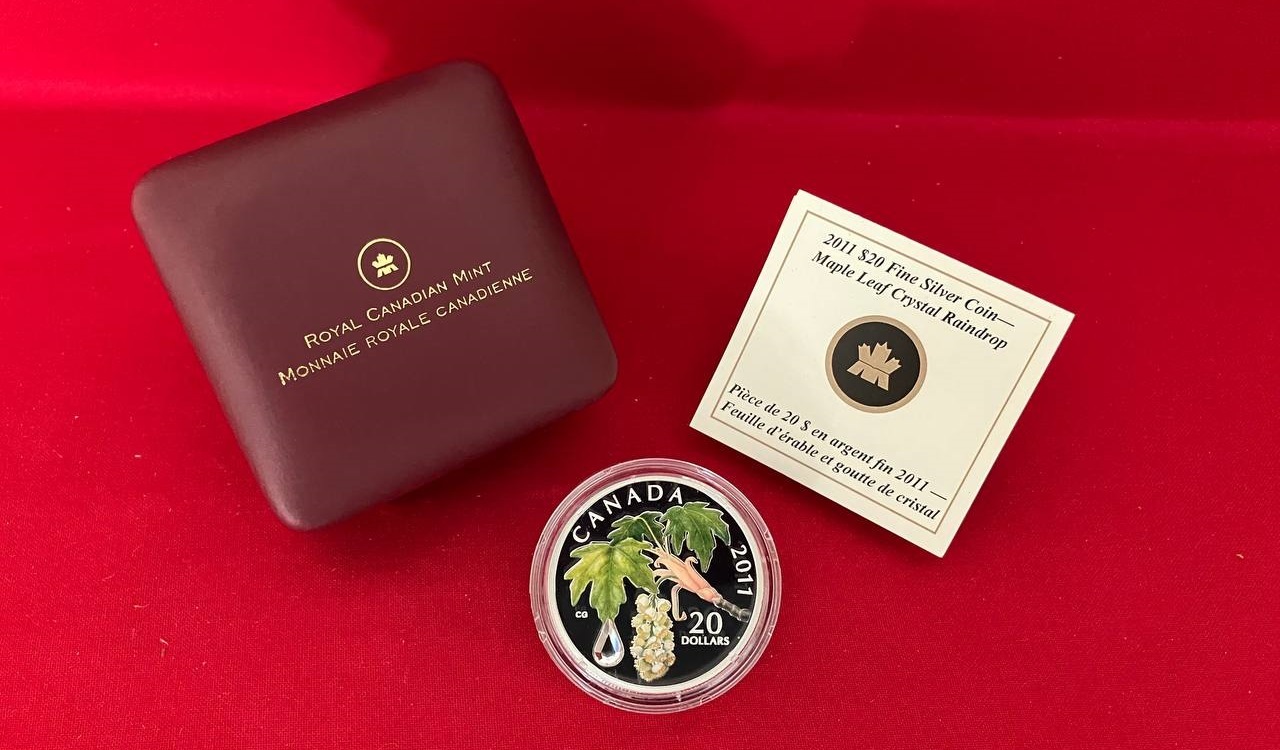 ROYAL CANADIAN MINT
MONNAIE ROYALE CANADIENNE
2011 $20 Fine Silver Coin—
Maple Leaf Crystal Raindrop
Pièce de 20 $ en argent fin 2011 —
Feuille d'érable et goutte de cristal
CANADA
2011
CG
20
DOLLARS